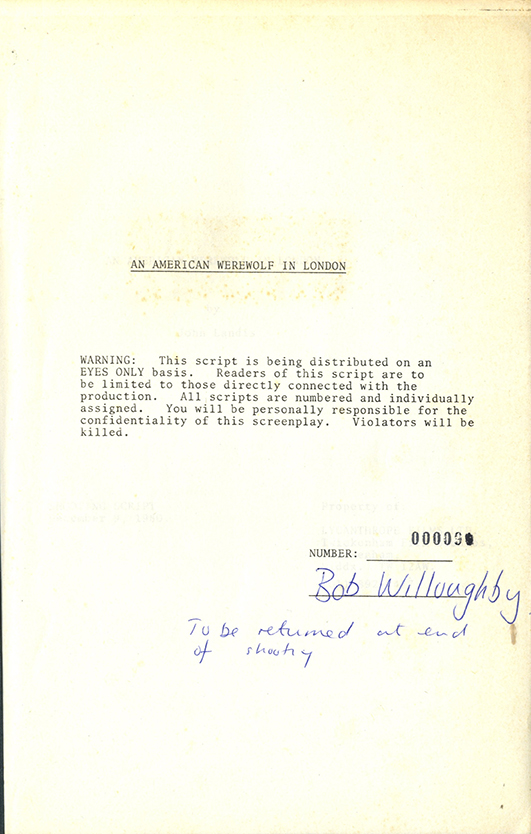 AN AMERICAN WEREWOLF IN LONDON
WARNING: This script is being distributed on an
EYES ONLY basis. Readers of this script are to
be limited to those directly connected with the
production. All scripts are numbered and individually
assigned. You will be personally responsible for the
confidentiality of this screenplay. Violators will be
killed.
Property of
NUMBER:
Bob Willoughby
To be returned at end
of shooting